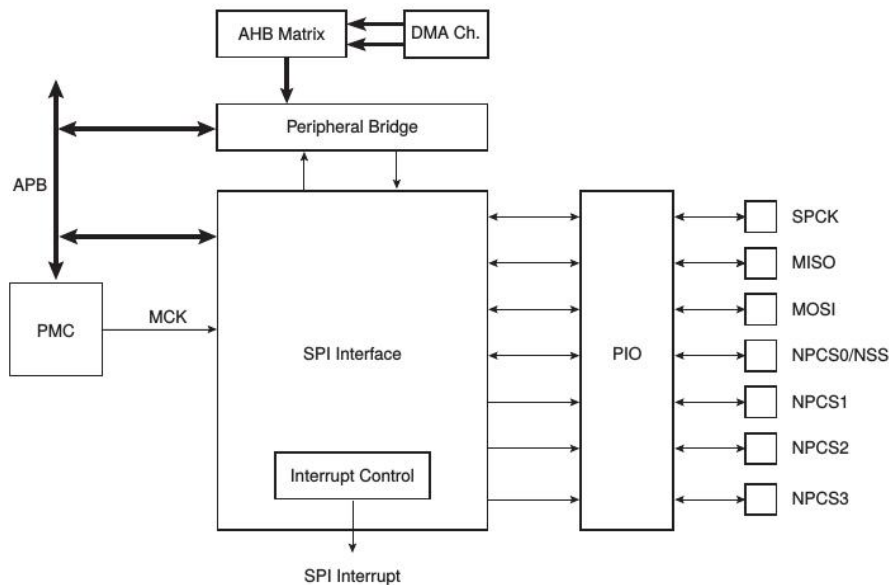 AHB Matrix
DMA Ch.
Peripheral Bridge
APB
SPCK
MISO
MCK
MOSI
PMC
SPI Interface
PIO
NPCS0/NSS
NPCS1
NPCS2
Interrupt Control
NPCS3
SPI Interrupt